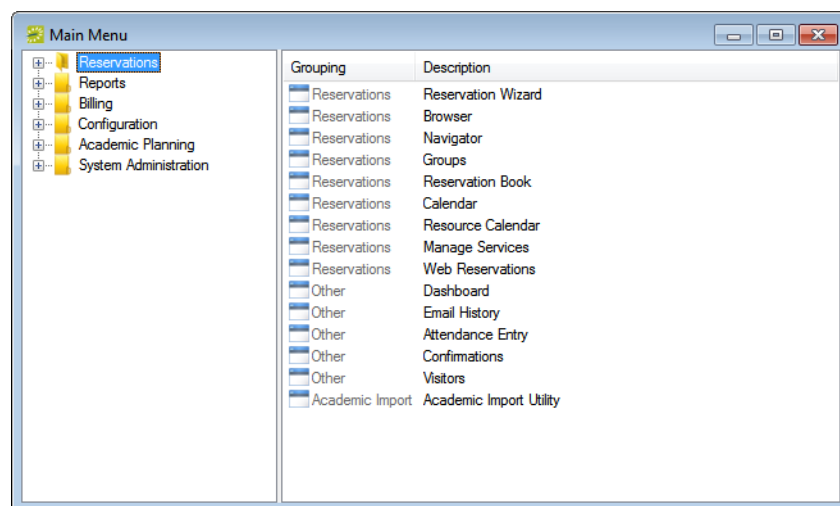 Main Menu
Reservations
Reports
Billing
Configuration
Academic Planning
System Administration
Grouping Description
Reservations Reservation Wizard
Reservations Browser
Reservations Navigator
Reservations Groups
Reservations Reservation Book
Reservations Calendar
Reservations Resource Calendar
Reservations Manage Services
Reservations Web Reservations
Other Dashboard
Other Email History
Other Attendance Entry
Other Confirmations
Other Visitors
Academic Import Academic Import Utility